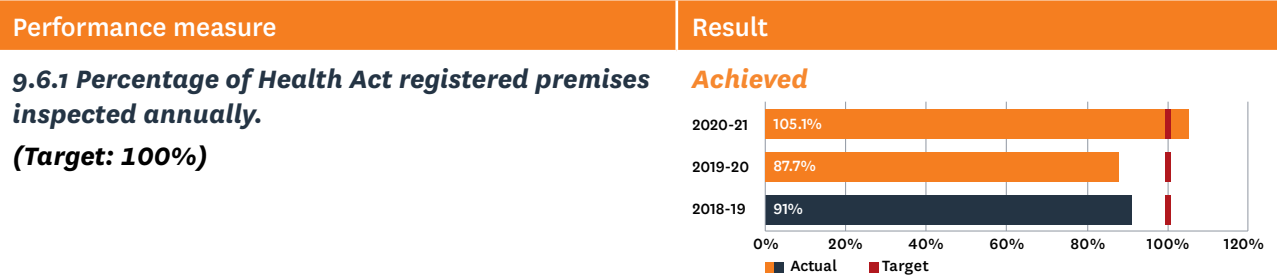 Performance measure
Result
9.6.1 Percentage of Health Act registered premises
inspected annually.
(Target: 100%)
Achieved
2020-21
105.1%
2019-20
87.7%
2018-19
91%
0%
20%
40%
60%
80%
100%
120%
Actual
Target